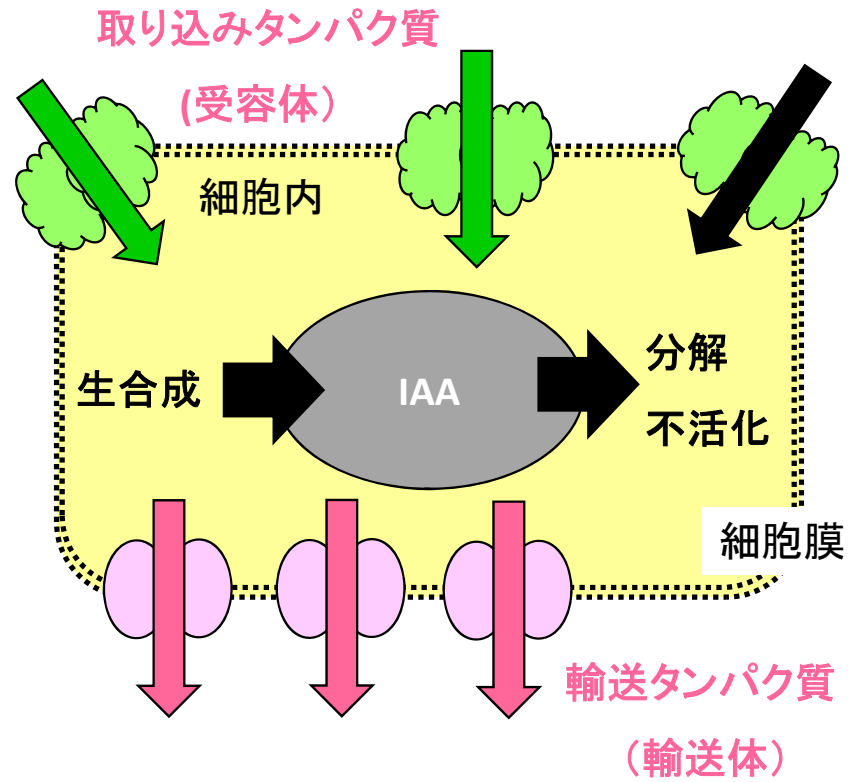 取り込みタンパク質
(受容体）
細胞内
生合成
IAA
分解
不活化
細胞膜
輸送タンパク質
（輸送体）